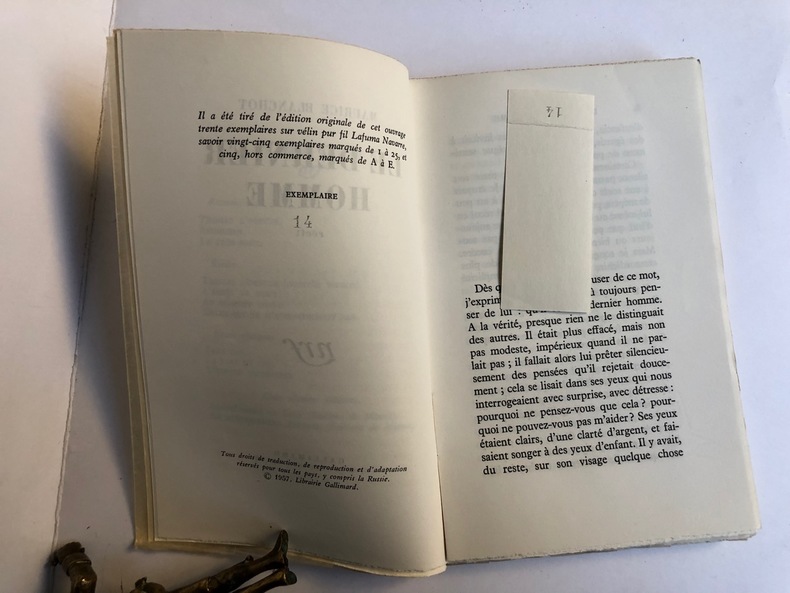 Il a été tiré de l'édition originale de cet ouvrage
trente exemplaires sur vélin pur fil Lafuma Navarre,
savoir vingt-cinq exemplaires marqués de 1 à 25, et
cinq, hors commerce, marqués de A à E.
EXEMPLAIRE
14
Tous droits de traduction, de reproduction et d'adaptation
réservés pour tous les pays, y compris la Russie.
© 1957. Librairie Gallimard.
14
Dès user de ce mot,
j'exprim à toujours pen-
ser de lui : dernier homme.
A la vérité, presque rien ne le distinguait
des autres. Il était plus effacé, mais non
pas modeste, impérieux quand il ne par-
lait pas ; il fallait alors lui prêter silencieu-
sement des pensées qu'il rejetait douce-
ment ; cela se lisait dans ses yeux qui nous
interrogeaient avec surprise, avec détresse :
pourquoi ne pensez-vous que cela ? pour-
quoi ne pouvez-vous pas m'aider ? Ses yeux
étaient clairs, d'une clarté d'argent, et fai-
saient songer à des yeux d'enfant. Il y avait,
du reste, sur son visage quelque chose